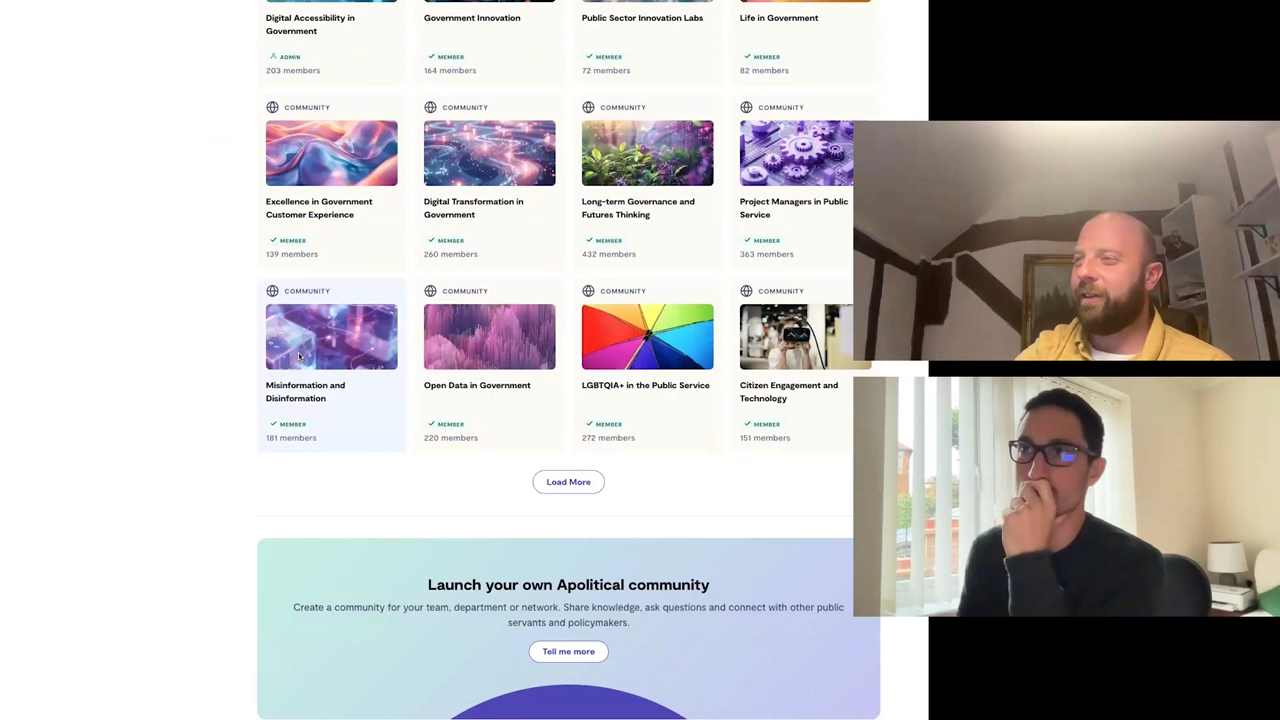 Digital Accessibility in
Government
Government Innovation
Public Sector Innovation Labs
Life in Government
ADMIN
MEMBER
MEMBER
MEMBER
203 members
164 members
72 members
82 members
COMMUNITY
COMMUNITY
COMMUNITY
COMMUNITY
Excellence in Government
Customer Experience
Digital Transformation in
Government
Long-term Governance and
Futures Thinking
Project Managers in Public
Service
MEMBER
MEMBER
MEMBER
MEMBER
139 members
260 members
432 members
363 members
COMMUNITY
COMMUNITY
COMMUNITY
COMMUNITY
Misinformation and
Disinformation
Open Data in Government
LGBTQIA+ in the Public Service
Citizen Engagement and
Technology
MEMBER
MEMBER
MEMBER
MEMBER
181 members
220 members
272 members
151 members
Load More
Launch your own Apolitical community
Create a community for your team, department or network. Share knowledge, ask questions and connect with other public
servants and policymakers.
Tell me more